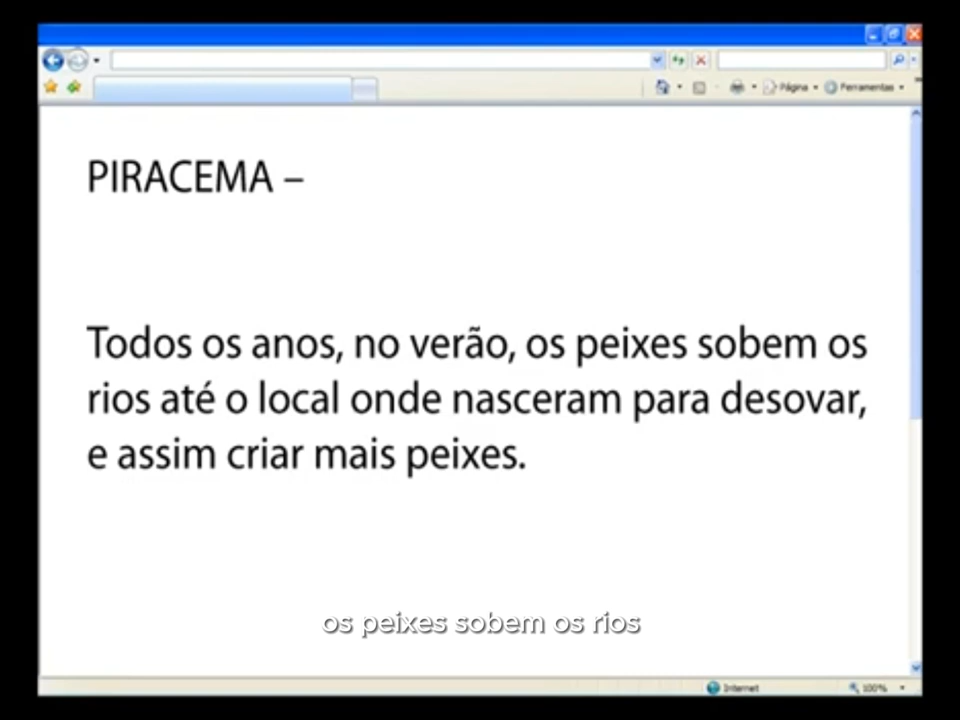 Página
Ferramentas
PIRACEMA –
Todos os anos, no verão, os peixes sobem os
rios até o local onde nasceram para desovar,
e assim criar mais peixes.
os peixes sobem os rios
Internet
100%